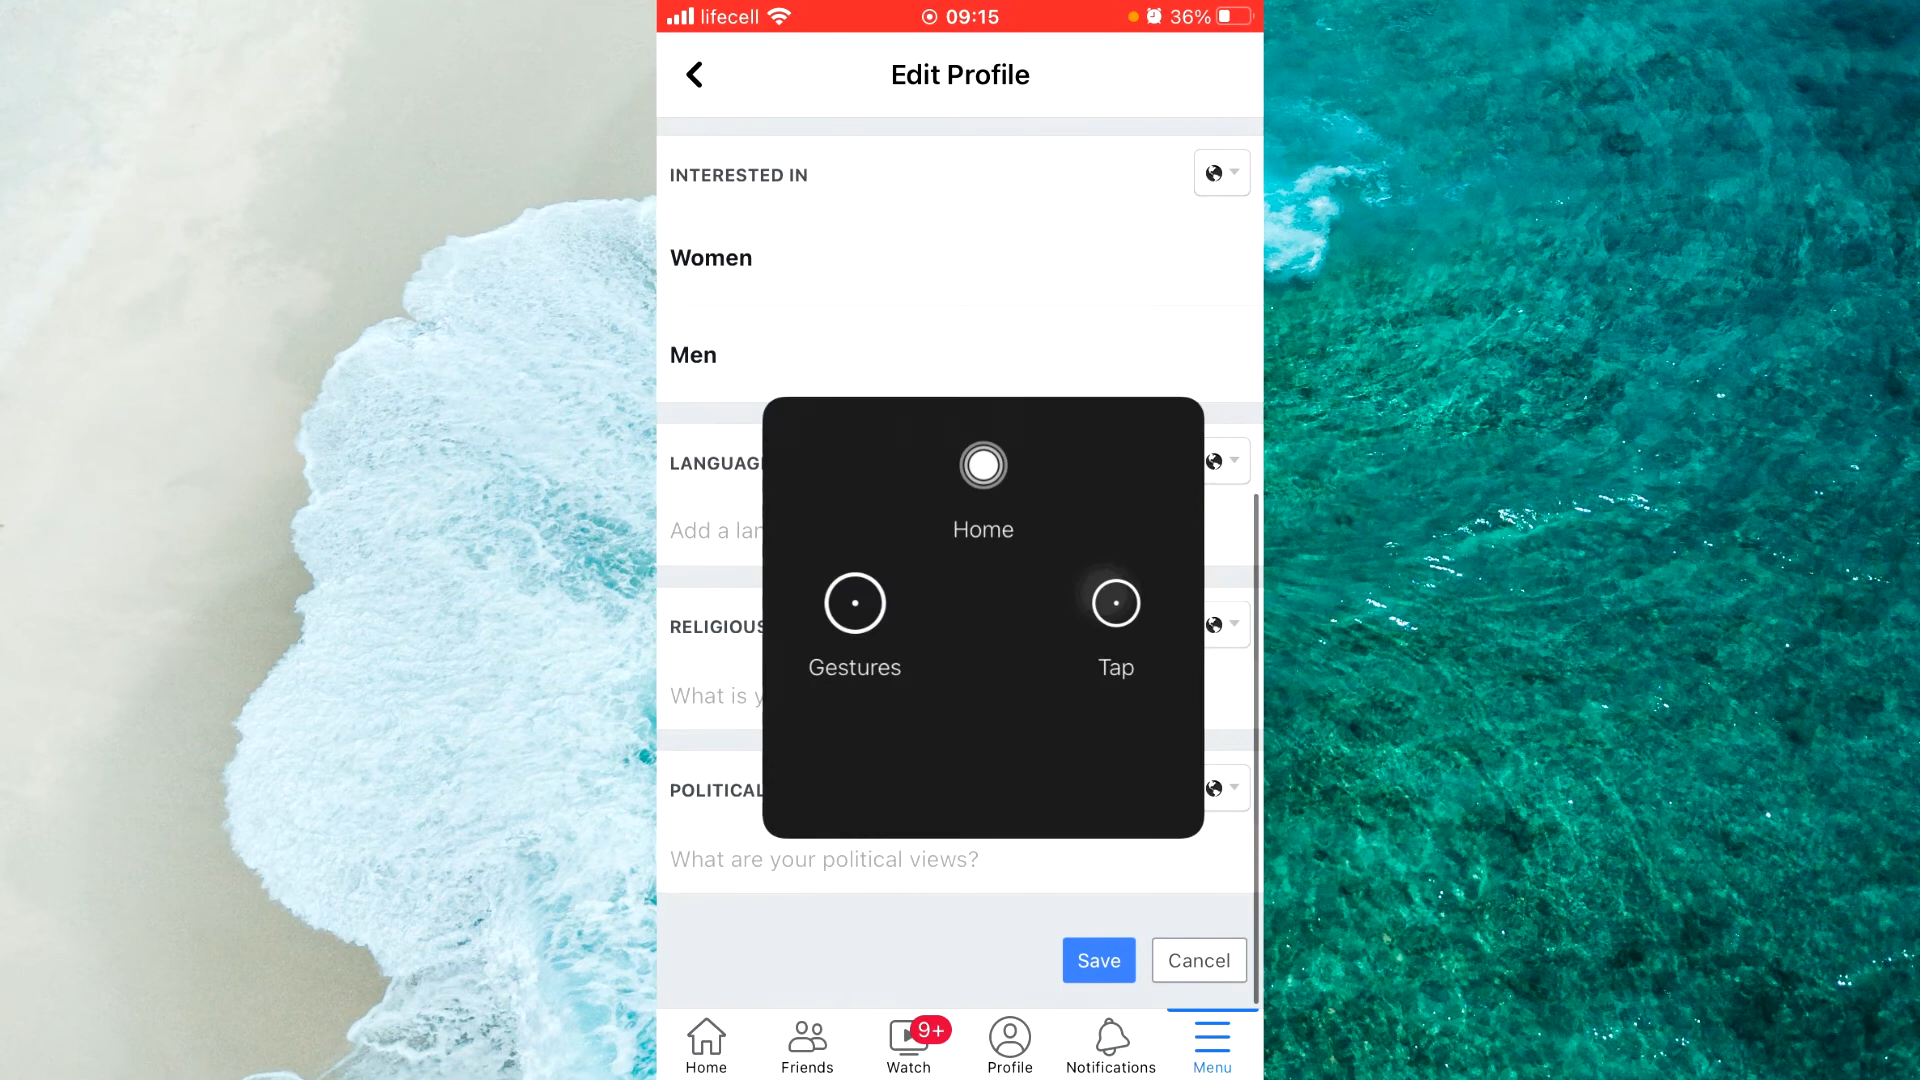 lifecell 09:15 36%
Edit Profile
INTERESTED IN
Women
Men
Home
LANGUAG
Add a lan
Gestures
Tap
RELIGIOUS
What is y
POLITICAL
What are your political views?
Save Cancel
9+
Home Friends Watch Profile Notifications Menu